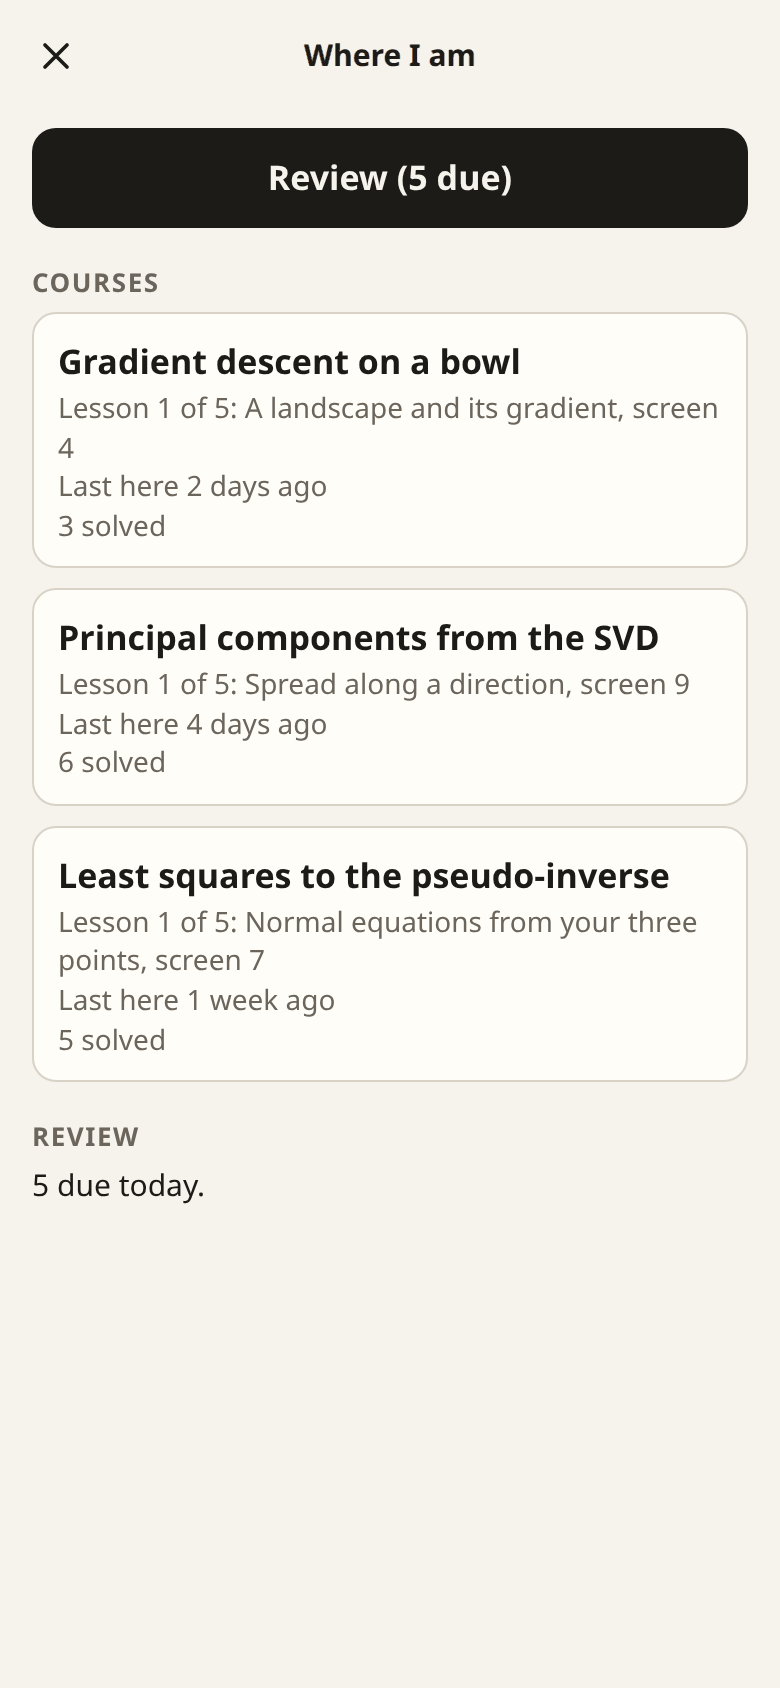 Where I am
Review (5 due)
COURSES
Gradient descent on a bowl
Lesson 1 of 5: A landscape and its gradient, screen
4
Last here 2 days ago
3 solved
Principal components from the SVD
Lesson 1 of 5: Spread along a direction, screen 9
Last here 4 days ago
6 solved
Least squares to the pseudo-inverse
Lesson 1 of 5: Normal equations from your three
points, screen 7
Last here 1 week ago
5 solved
REVIEW
5 due today.